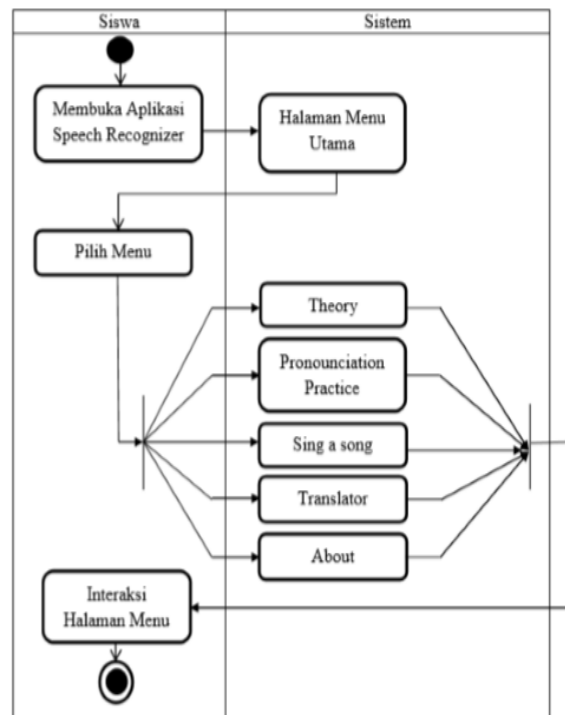 Siswa
Sistem
Membuka Aplikasi
Speech Recognizer
Halaman Menu
Utama
Pilih Menu
Theory
Pronounciation
Practice
Sing a song
Translator
About
Interaksi
Halaman Menu